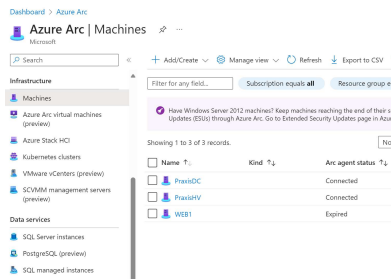 Dashboard > Azure Arc
Azure Arc | Machines
Microsoft
Search
Add/Create
Manage view
Refresh
Export to CSV
Infrastructure
Filter for any field...
Subscription equals all
Resource group e
Machines
Azure Arc virtual machines
(preview)
Have Windows Server 2012 machines? Keep machines reaching the end of their s
Updates (ESUs) through Azure Arc. Go to Extended Security Updates page in Azu
Azure Stack HCI
Showing 1 to 3 of 3 records.
No
Kubernetes clusters
Name ↑
Kind ↑↓
Arc agent status ↑↓
VMware vCenters (preview)
PraxisDC
Connected
SCVMM management servers
(preview)
PraxisHV
Connected
WEB1
Expired
Data services
SQL Server instances
PostgreSQL (preview)
SQL managed instances